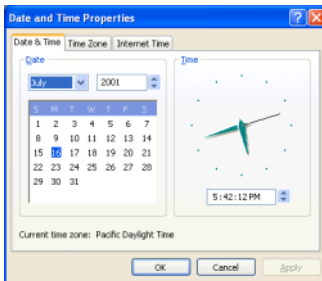 Date and Time Properties
Date & Time Time Zone Internet Time
Date
Time
July 2001
S M T W T F S
1 2 3 4 5 6 7
8 9 10 11 12 13 14
15 16 17 18 19 20 21
22 23 24 25 26 27 28
29 30 31
5:42:12 PM
Current time zone: Pacific Daylight Time
OK Cancel Apply